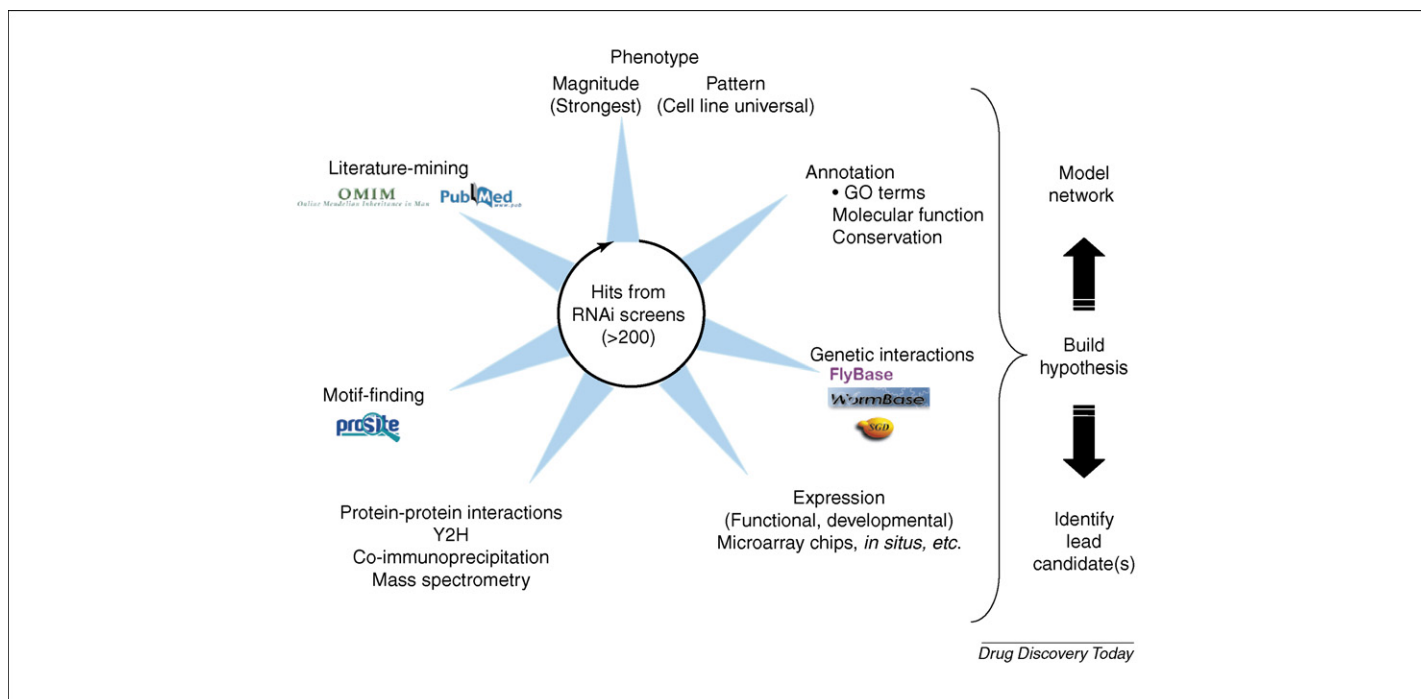 Phenotype
Magnitude
(Strongest)
Pattern
(Cell line universal)
Literature-mining
OMIM
Online Mendelian Inheritance in Man
PubMed
Annotation
• GO terms
Molecular function
Conservation
Hits from
RNAi screens
(>200)
Genetic interactions
FlyBase
WormBase
SGD
Motif-finding
prosite
Protein-protein interactions
Y2H
Co-immunoprecipitation
Mass spectrometry
Expression
(Functional, developmental)
Microarray chips, in situs, etc.
Model
network
Build
hypothesis
Identify
lead
candidate(s)
Drug Discovery Today